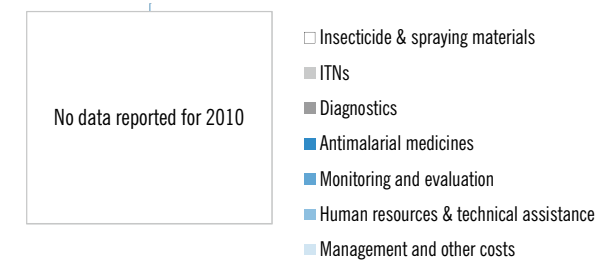 No data reported for 2010
Insecticide & spraying materials
ITNs
Diagnostics
Antimalarial medicines
Monitoring and evaluation
Human resources & technical assistance
Management and other costs